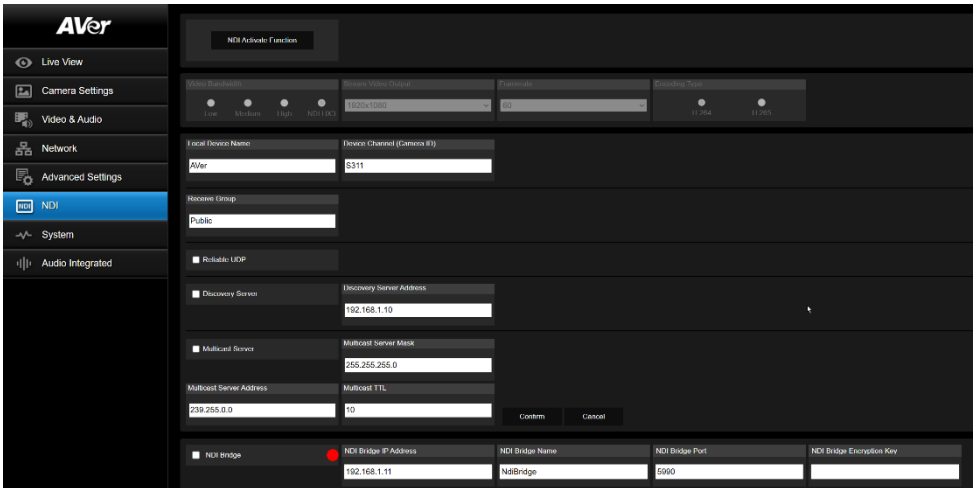 AVer
Live View
Camera Settings
Video & Audio
Network
Advanced Settings
NDI NDI
System
Audio Integrated
NDI Activate Function
Video Bandwidth Stream Video Output Framerate Encoding Type
1920x1080 60
Low Medium High H.264 H.265
Local Device Name Device Channel (Camera ID)
AVer S311
Receive Group
Public
Reliable UDP
Discovery Server Discovery Server Address
192.168.1.10
Multicast Server Multicast Server Mask
255.255.255.0
Multicast Server Address Multicast TTL
239.255.0.0 10 Confirm Cancel
NDI Bridge NDI Bridge IP Address NDI Bridge Name NDI Bridge Port NDI Bridge Encryption Key
192.168.1.11 NdiBridge 5990